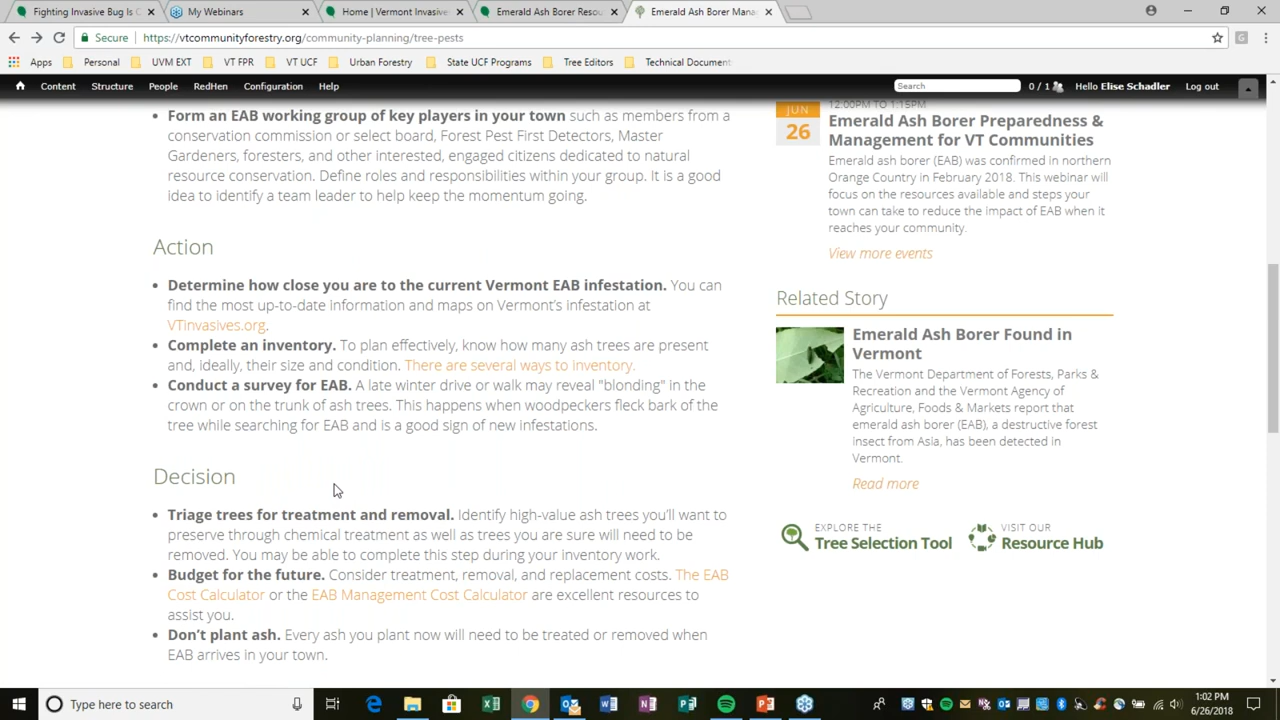 Fighting Invasive Bug Is C
My Webinars
Home | Vermont Invasive
Emerald Ash Borer Resou
Emerald Ash Borer Mana
Secure
https://vtcommunityforestry.org/community-planning/tree-pests
Apps
Personal
UVM EXT
VT FPR
VT UCF
Urban Forestry
State UCF Programs
Tree Editors
Technical Document
Content
Structure
People
RedHen
Configuration
Help
Search
0 / 1
Hello Elise Schadler
Log out
Form an EAB working group of key players in your town such as members from a
conservation commission or select board, Forest Pest First Detectors, Master
Gardeners, foresters, and other interested, engaged citizens dedicated to natural
resource conservation. Define roles and responsibilities within your group. It is a good
idea to identify a team leader to help keep the momentum going.
Action
Determine how close you are to the current Vermont EAB infestation. You can
find the most up-to-date information and maps on Vermont's infestation at
VTinvasives.org.
Complete an inventory. To plan effectively, know how many ash trees are present
and, ideally, their size and condition. There are several ways to inventory.
Conduct a survey for EAB. A late winter drive or walk may reveal "blonding" in the
crown or on the trunk of ash trees. This happens when woodpeckers fleck bark of the
tree while searching for EAB and is a good sign of new infestations.
Decision
Triage trees for treatment and removal. Identify high-value ash trees you'll want to
preserve through chemical treatment as well as trees you are sure will need to be
removed. You may be able to complete this step during your inventory work.
Budget for the future. Consider treatment, removal, and replacement costs. The EAB
Cost Calculator or the EAB Management Cost Calculator are excellent resources to
assist you.
Don't plant ash. Every ash you plant now will need to be treated or removed when
EAB arrives in your town.
JUN
26
12:00PM TO 1:15PM
Emerald Ash Borer Preparedness &
Management for VT Communities
Emerald ash borer (EAB) was confirmed in northern
Orange Country in February 2018. This webinar will
focus on the resources available and steps your
town can take to reduce the impact of EAB when it
reaches your community.
View more events
Related Story
Emerald Ash Borer Found in
Vermont
The Vermont Department of Forests, Parks &
Recreation and the Vermont Agency of
Agriculture, Foods & Markets report that
emerald ash borer (EAB), a destructive forest
insect from Asia, has been detected in
Vermont.
Read more
EXPLORE THE
Tree Selection Tool
VISIT OUR
Resource Hub
Type here to search
1:02 PM
6/26/2018